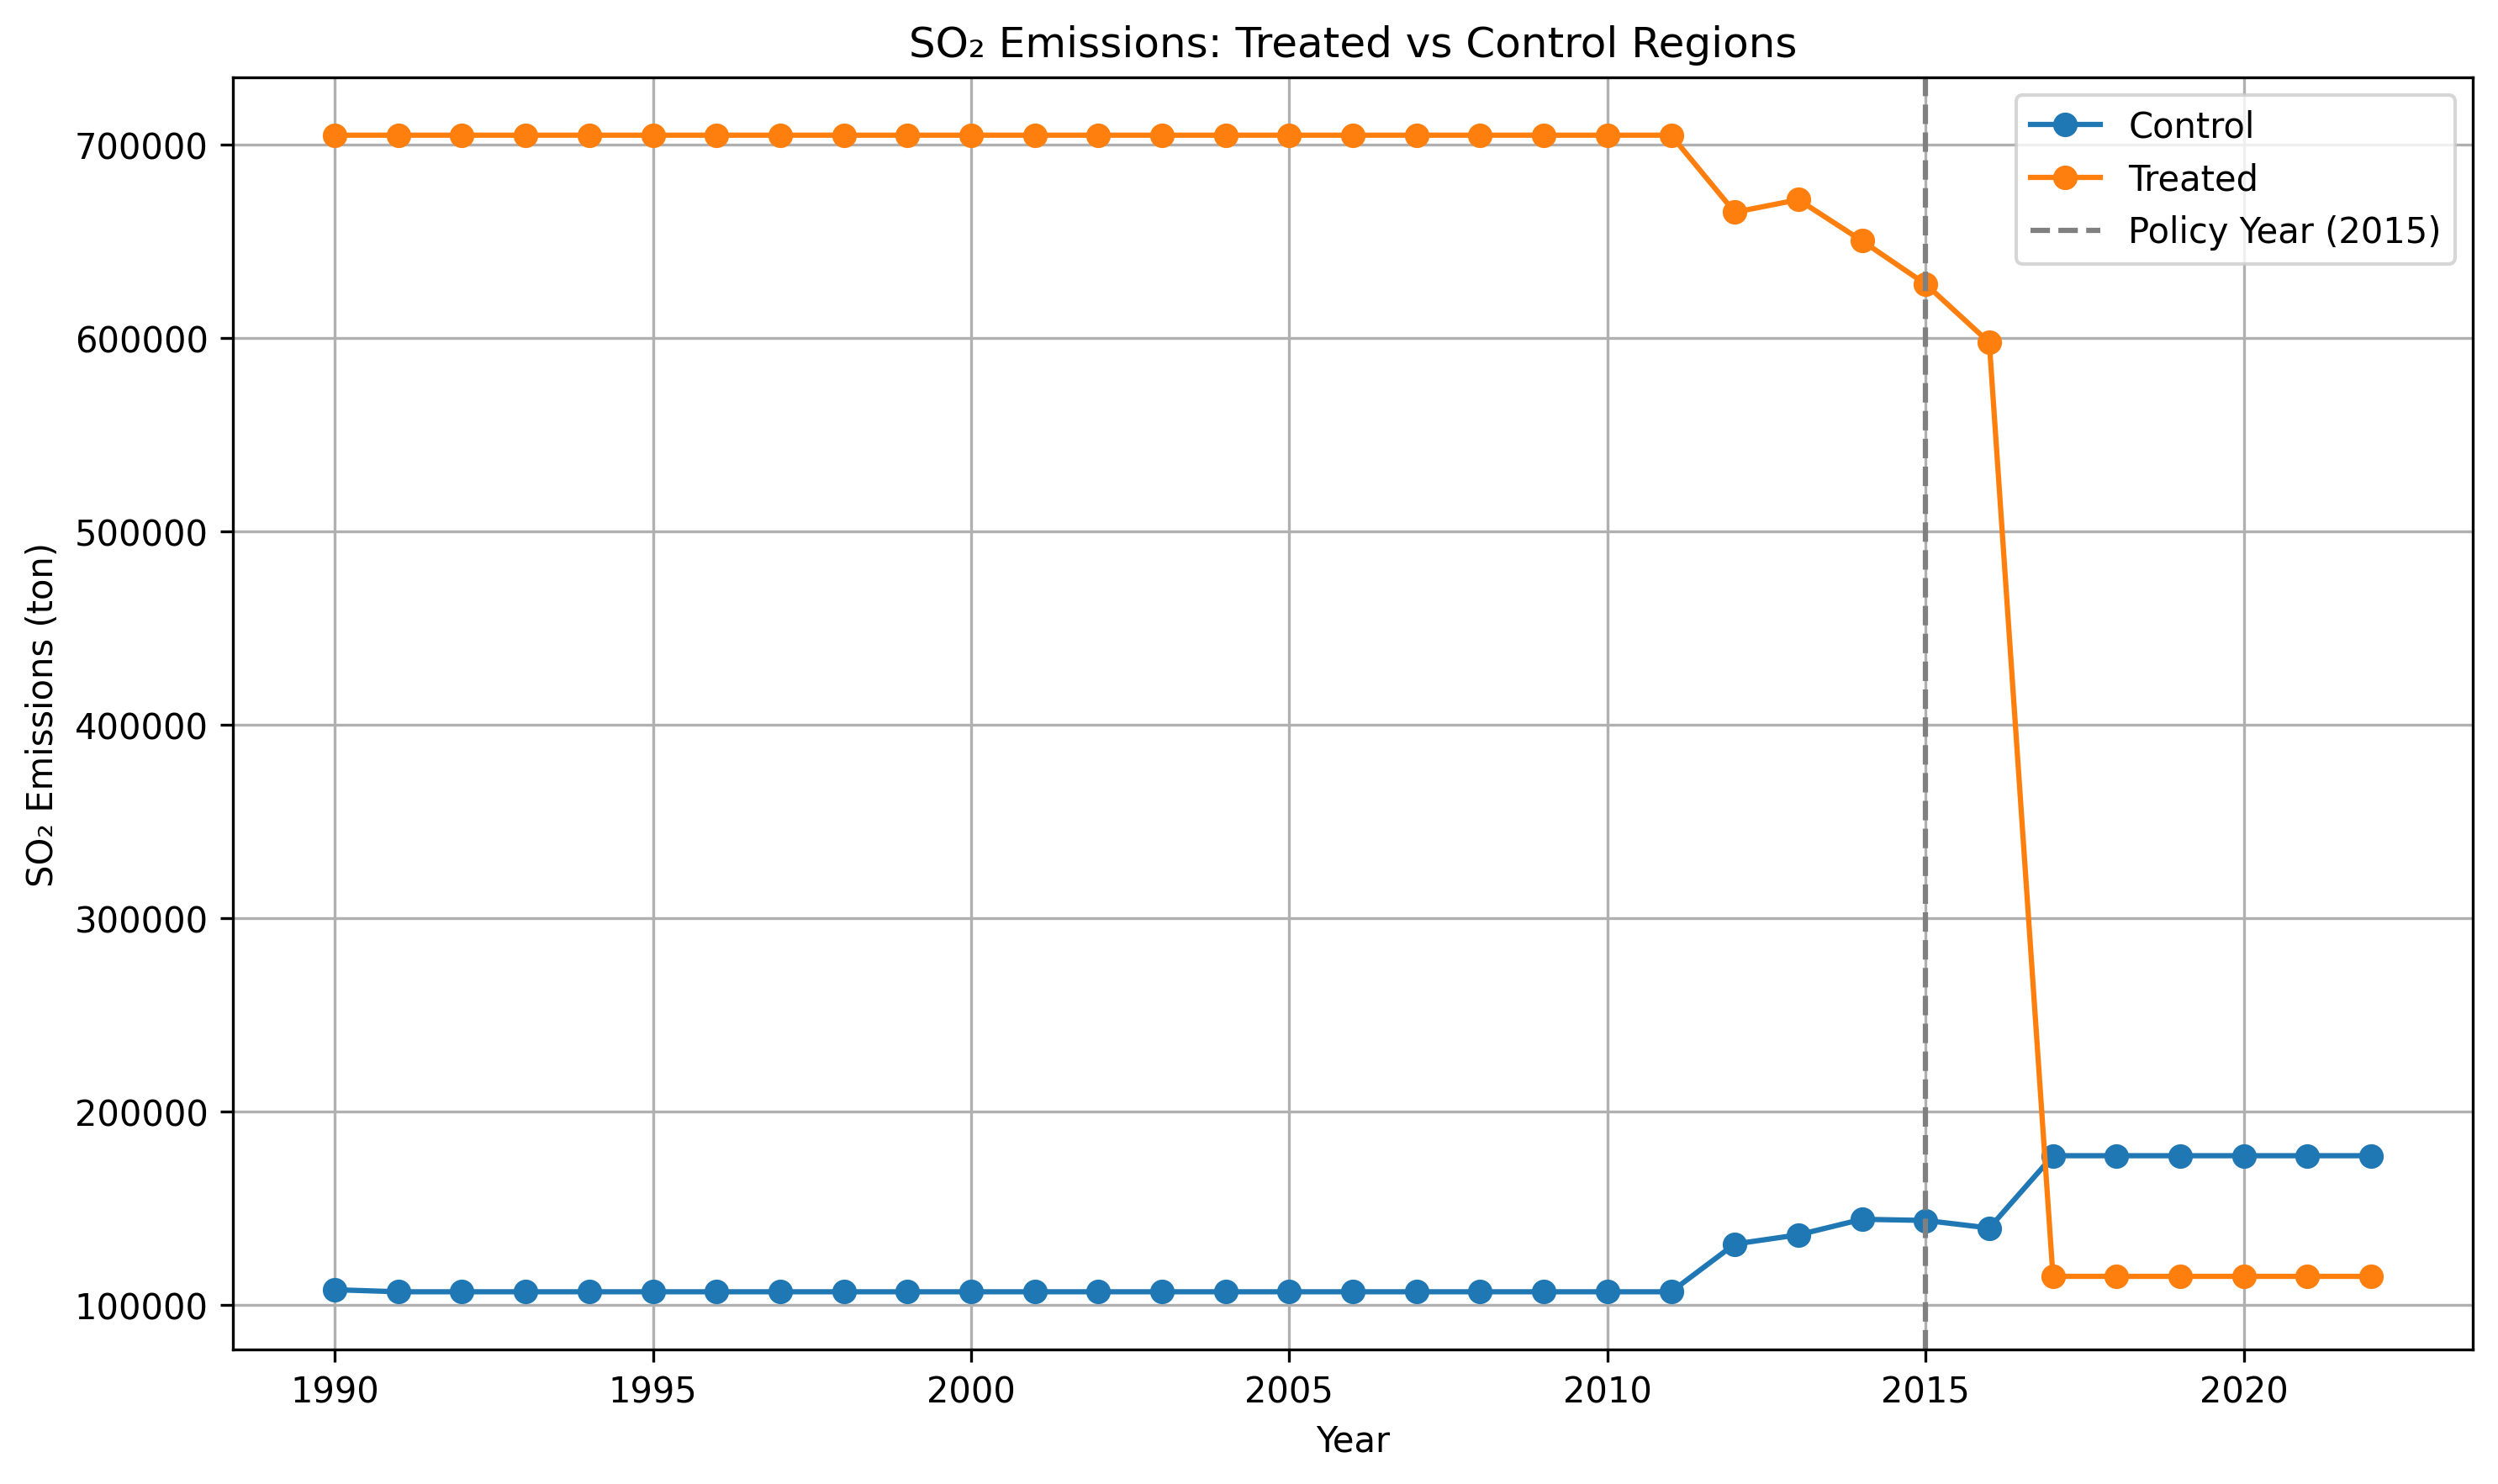 SO₂ Emissions: Treated vs Control Regions
Control
Treated
Policy Year (2015)
SO₂ Emissions (ton)
700000
600000
500000
400000
300000
200000
100000
1990 1995 2000 2005 2010 2015 2020
Year